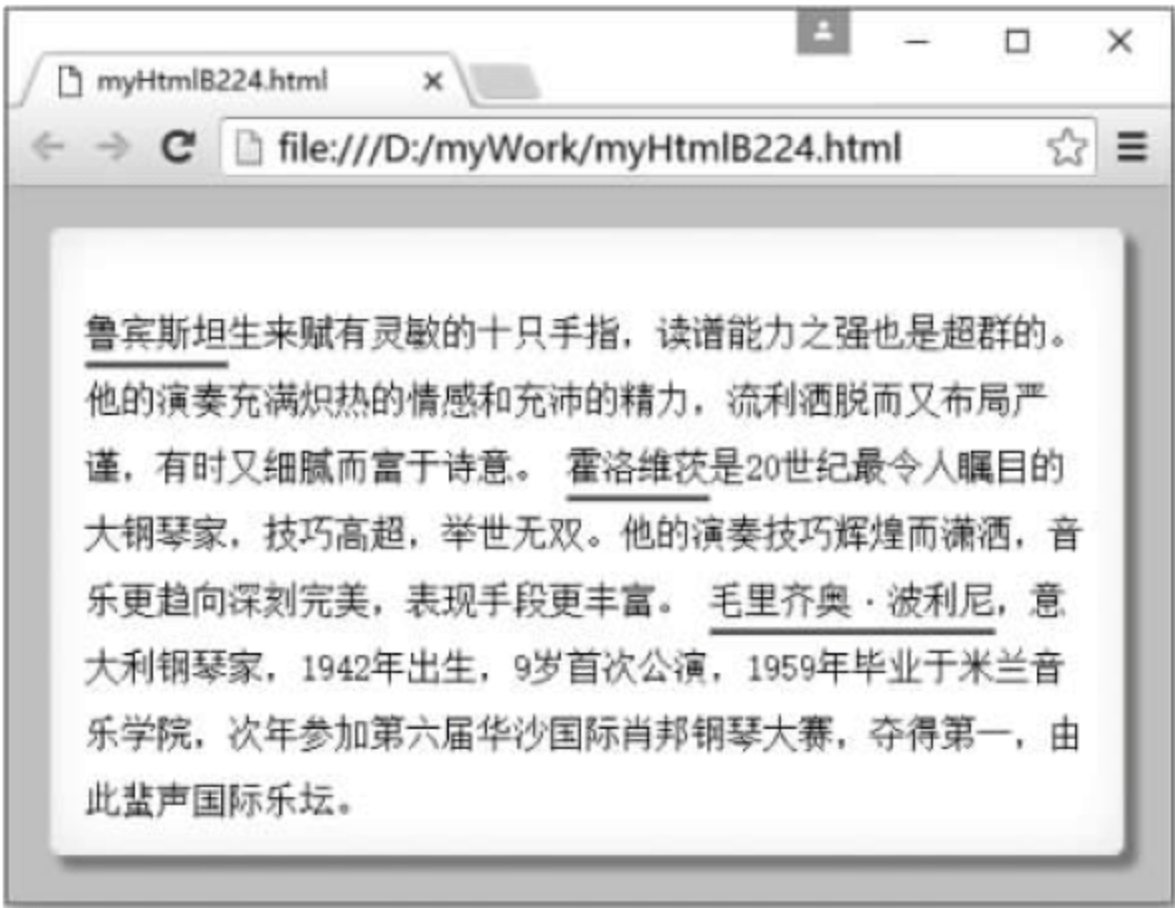 myHtmlB224.html
file:///D:/myWork/myHtmlB224.html
鲁宾斯坦生来赋有灵敏的十只手指，读谱能力之强也是超群的。
他的演奏充满炽热的情感和充沛的精力，流利洒脱而又布局严
谨，有时又细腻而富于诗意。 霍洛维茨是20世纪最令人瞩目的
大钢琴家，技巧高超，举世无双。他的演奏技巧辉煌而潇洒，音
乐更趋向深刻完美，表现手段更丰富。 毛里齐奥·波利尼，意
大利钢琴家，1942年出生，9岁首次公演，1959年毕业于米兰音
乐学院，次年参加第六届华沙国际肖邦钢琴大赛，夺得第一，由
此蜚声国际乐坛。